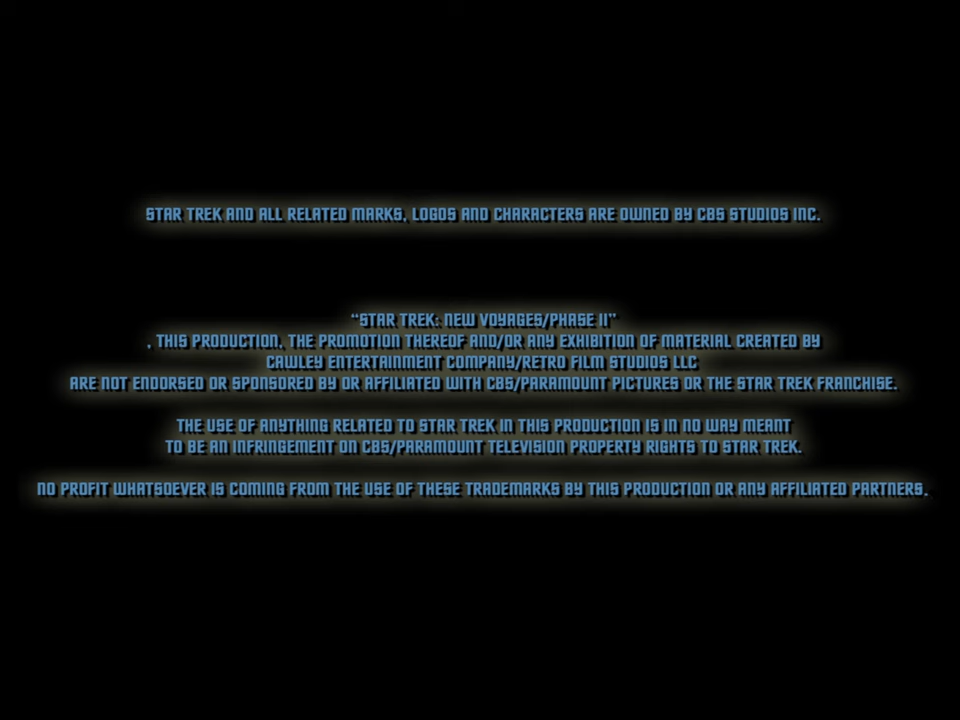 STAR TREK AND ALL RELATED MARKS, LOGOS AND CHARACTERS ARE OWNED BY CBS STUDIOS INC.
“STAR TREK: NEW VOYAGES/PHASE II”
, THIS PRODUCTION, THE PROMOTION THEREOF AND/OR ANY EXHIBITION OF MATERIAL CREATED BY
CAWLEY ENTERTAINMENT COMPANY/RETRO FILM STUDIOS LLC
ARE NOT ENDORSED OR SPONSORED BY OR AFFILIATED WITH CBS/PARAMOUNT PICTURES OR THE STAR TREK FRANCHISE.
THE USE OF ANYTHING RELATED TO STAR TREK IN THIS PRODUCTION IS IN NO WAY MEANT
TO BE AN INFRINGEMENT ON CBS/PARAMOUNT TELEVISION PROPERTY RIGHTS TO STAR TREK.
NO PROFIT WHATSOEVER IS COMING FROM THE USE OF THESE TRADEMARKS BY THIS PRODUCTION OR ANY AFFILIATED PARTNERS.